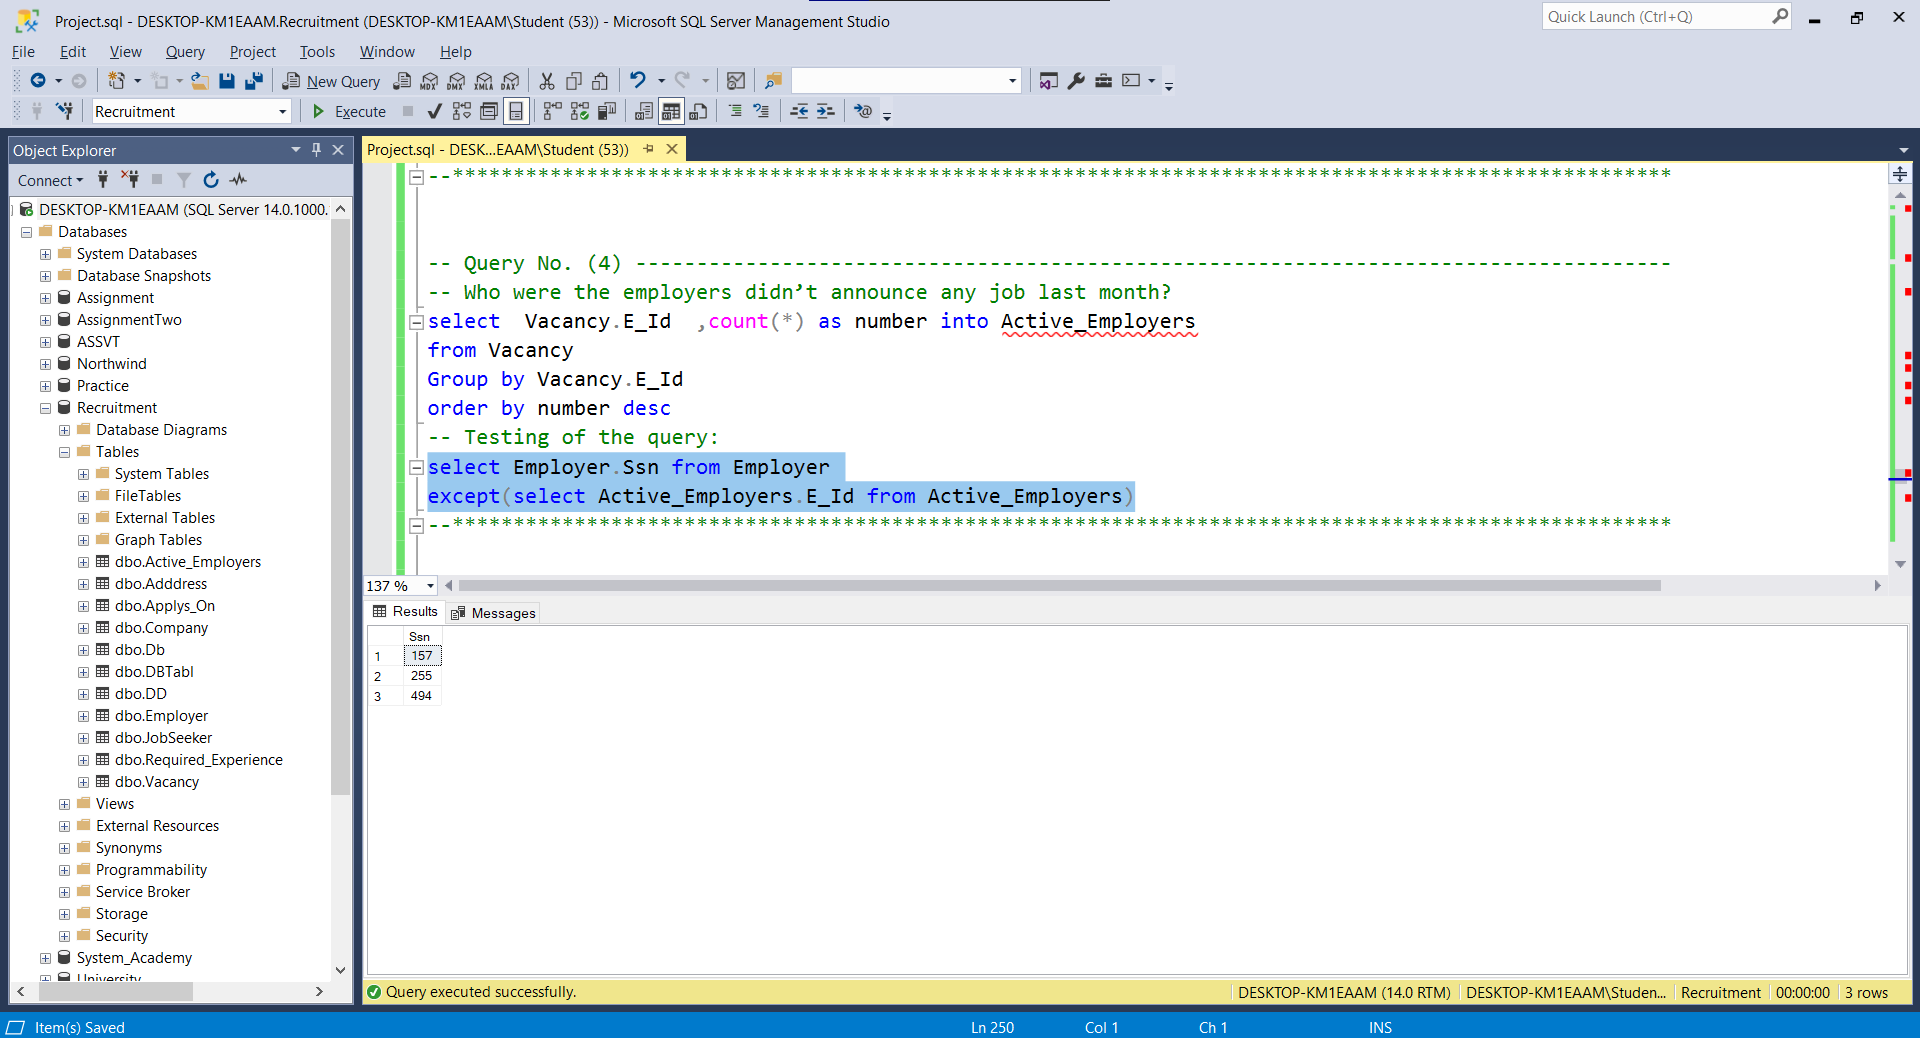 Project.sql - DESKTOP-KM1EAAM.Recruitment (DESKTOP-KM1EAAM\Student (53)) - Microsoft SQL Server Management Studio
Quick Launch (Ctrl+Q)
File Edit View Query Project Tools Window Help
New Query MDX DMX XMLA DAX
Recruitment Execute
Object Explorer
Connect
DESKTOP-KM1EAAM (SQL Server 14.0.1000.
Databases
System Databases
Database Snapshots
Assignment
AssignmentTwo
ASSVT
Northwind
Practice
Recruitment
Database Diagrams
Tables
System Tables
FileTables
External Tables
Graph Tables
dbo.Active_Employers
dbo.Adddress
dbo.Applys_On
dbo.Company
dbo.Db
dbo.DBTabl
dbo.DD
dbo.Employer
dbo.JobSeeker
dbo.Required_Experience
dbo.Vacancy
Views
External Resources
Synonyms
Programmability
Service Broker
Storage
Security
System_Academy
University
Project.sql - DESK...EAAM\Student (53))
--****************************************************************************************************
-- Query No. (4) -------------------------------------------------------------------------------------
-- Who were the employers didn’t announce any job last month?
select  Vacancy.E_Id  ,count(*) as number into Active_Employers
from Vacancy
Group by Vacancy.E_Id
order by number desc
-- Testing of the query:
select Employer.Ssn from Employer
except(select Active_Employers.E_Id from Active_Employers)
--****************************************************************************************************
137 %
Results Messages
Ssn
1 157
2 255
3 494
Query executed successfully. DESKTOP-KM1EAAM (14.0 RTM) DESKTOP-KM1EAAM\Studen... Recruitment 00:00:00 3 rows
Item(s) Saved Ln 250 Col 1 Ch 1 INS